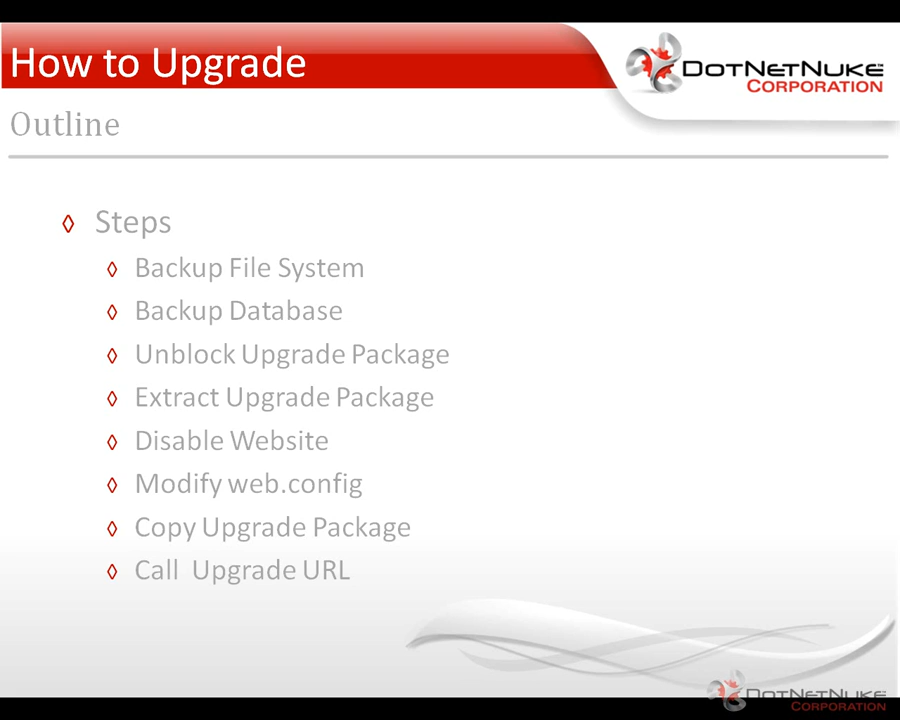 How to Upgrade
DotNetNuke
Corporation
Outline
◊ Steps
◊ Backup File System
◊ Backup Database
◊ Unblock Upgrade Package
◊ Extract Upgrade Package
◊ Disable Website
◊ Modify web.config
◊ Copy Upgrade Package
◊ Call Upgrade URL
DotNetNuke
Corporation